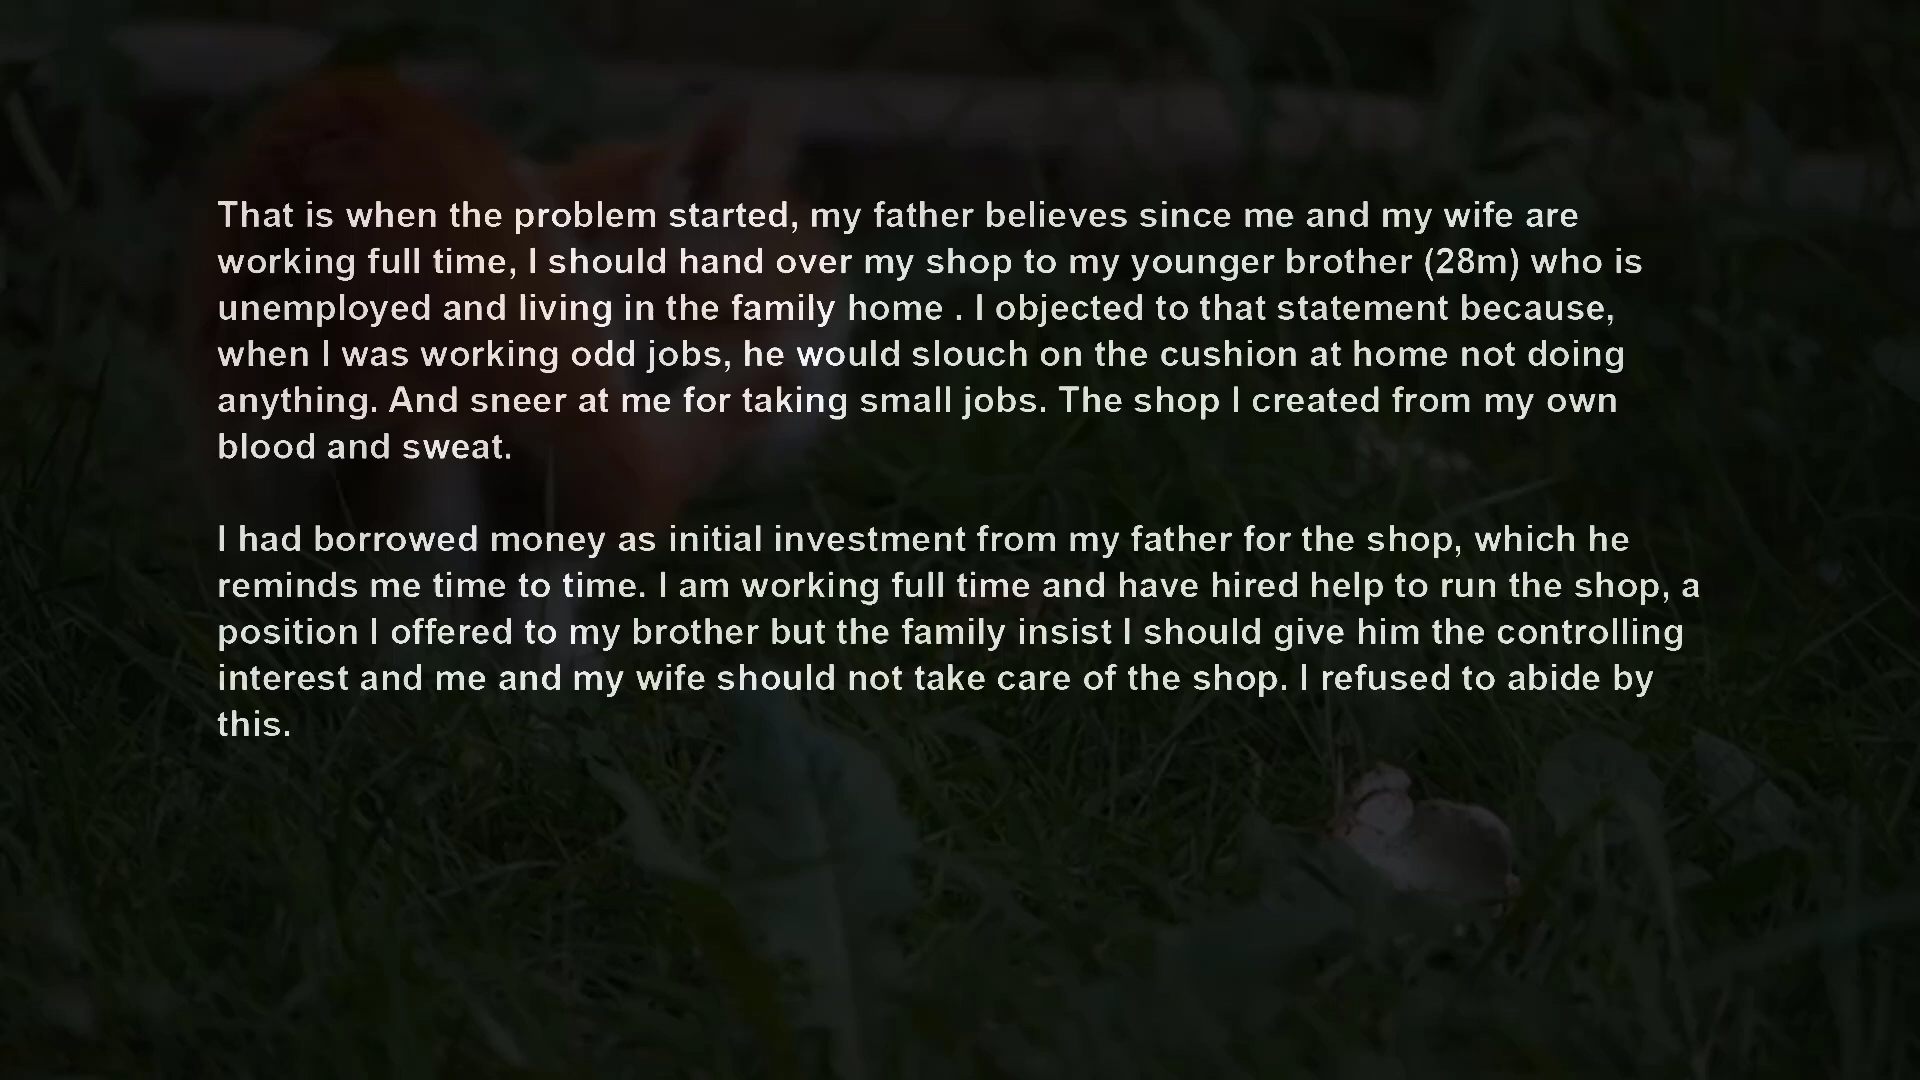 That is when the problem started, my father believes since me and my wife are
working full time, I should hand over my shop to my younger brother (28m) who is
unemployed and living in the family home . I objected to that statement because,
when I was working odd jobs, he would slouch on the cushion at home not doing
anything. And sneer at me for taking small jobs. The shop I created from my own
blood and sweat.
I had borrowed money as initial investment from my father for the shop, which he
reminds me time to time. I am working full time and have hired help to run the shop, a
position I offered to my brother but the family insist I should give him the controlling
interest and me and my wife should not take care of the shop. I refused to abide by
this.